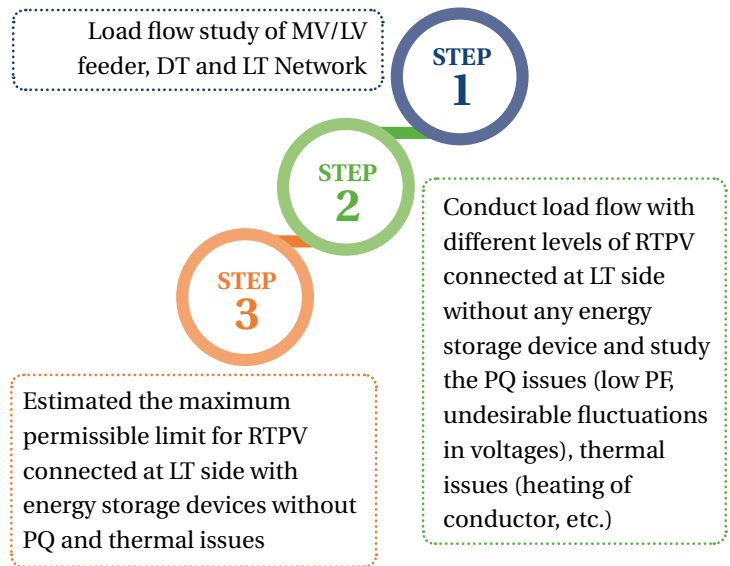 Load flow study of MV/LV
feeder, DT and LT Network
STEP
1
STEP
2
Conduct load flow with
different levels of RTPV
connected at LT side
without any energy
storage device and study
the PQ issues (low PF,
undesirable fluctuations
in voltages), thermal
issues (heating of
conductor, etc.)
STEP
3
Estimated the maximum
permissible limit for RTPV
connected at LT side with
energy storage devices without
PQ and thermal issues